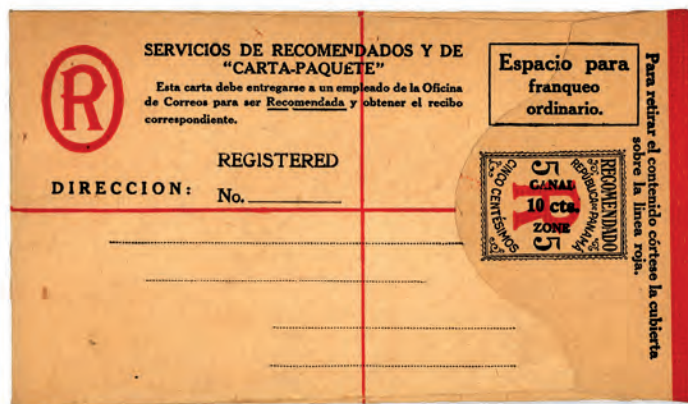 R
SERVICIOS DE RECOMENDADOS Y DE
"CARTA-PAQUETE"
Esta carta debe entregarse a un empleado de la Oficina
de Correos para ser Recomendada y obtener el recibo
correspondiente.
REGISTERED
DIRECCION:
No.
Espacio para
franqueo
ordinario.
RECOMENDADO
REPUBLICA DE PANAMA
5 5
R
CANAL
10 cts.
ZONE
CINCO CENTÉSIMOS
Para retirar el contenido córtese la cubierta
sobre la linea roja.